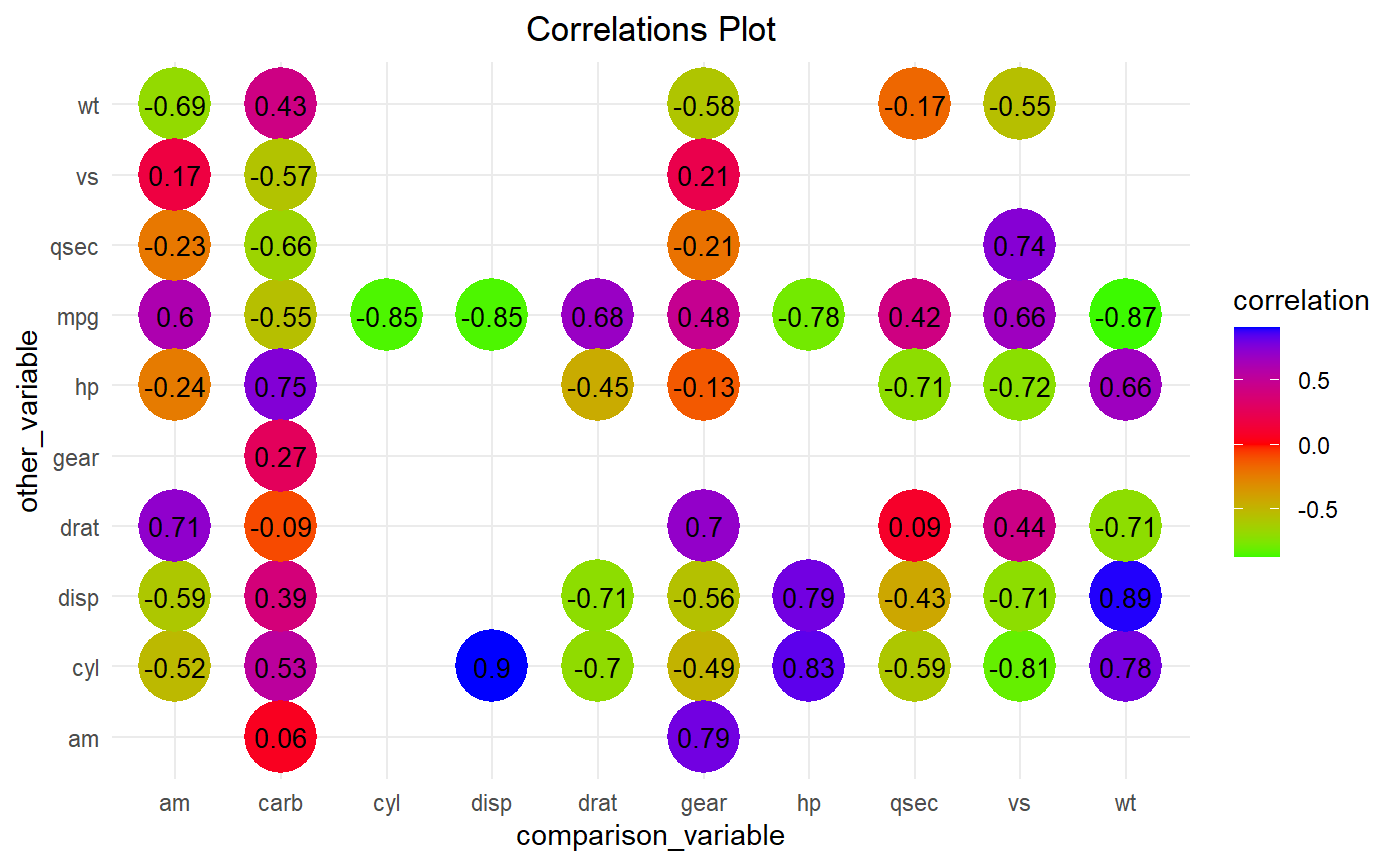 Correlations Plot
wt -0.69 0.43 -0.58 -0.17 -0.55
vs 0.17 -0.57 0.21
qsec -0.23 -0.66 -0.21 0.74
mpg 0.6 -0.55 -0.85 -0.85 0.68 0.48 -0.78 0.42 0.66 -0.87
hp -0.24 0.75 -0.45 -0.13 -0.71 -0.72 0.66
gear 0.27
drat 0.71 -0.09 0.7 0.09 0.44 -0.71
disp -0.59 0.39 -0.71 -0.56 0.79 -0.43 -0.71 0.89
cyl -0.52 0.53 0.9 -0.7 -0.49 0.83 -0.59 -0.81 0.78
am 0.06 0.79
am carb cyl disp drat gear hp qsec vs wt
comparison_variable
other_variable
correlation
0.5
0.0
-0.5